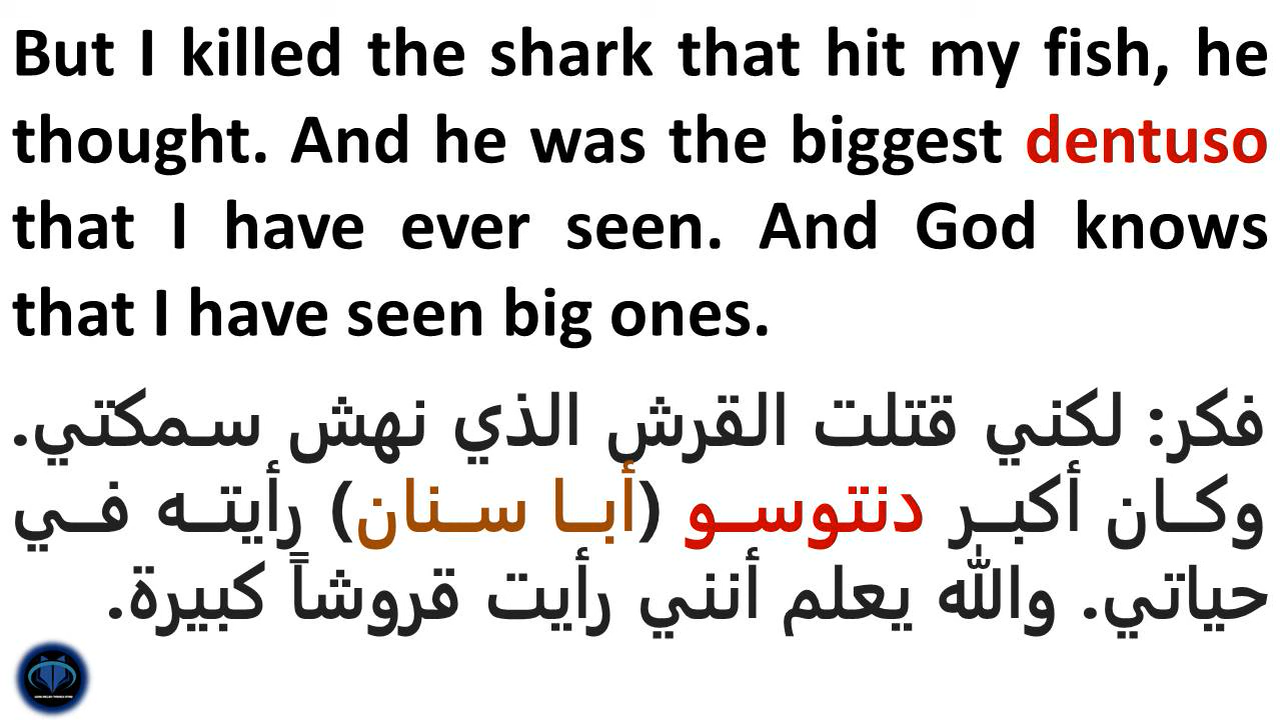 But I killed the shark that hit my fish, he
thought. And he was the biggest dentuso
that I have ever seen. And God knows
that I have seen big ones.
فكر: لكنني قتلت القرش الذي نهش سمكتي.
وكان أكبر دنتوسو (أبا سنان) رأيته في
حياتي. والله يعلم أنني رأيت قروشاً كبيرة.